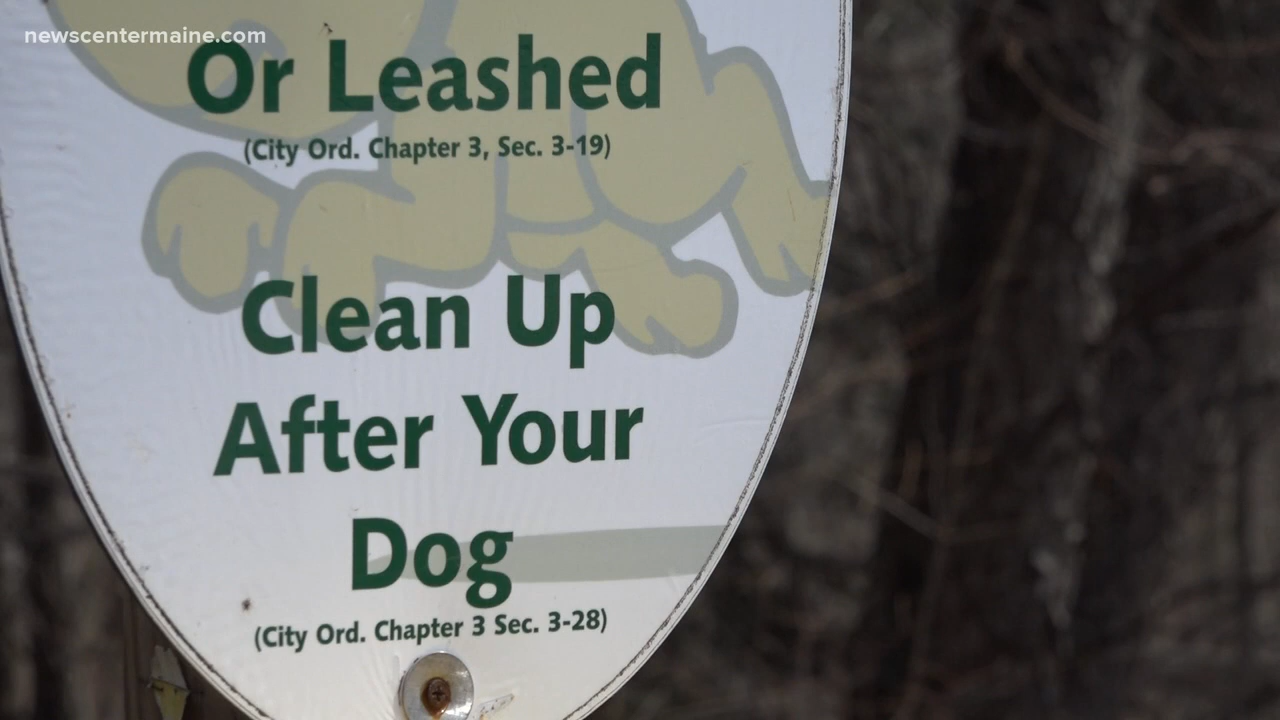 newscentermaine.com
Or Leashed
(City Ord. Chapter 3, Sec. 3-19)
Clean Up
After Your
Dog
(City Ord. Chapter 3 Sec. 3-28)